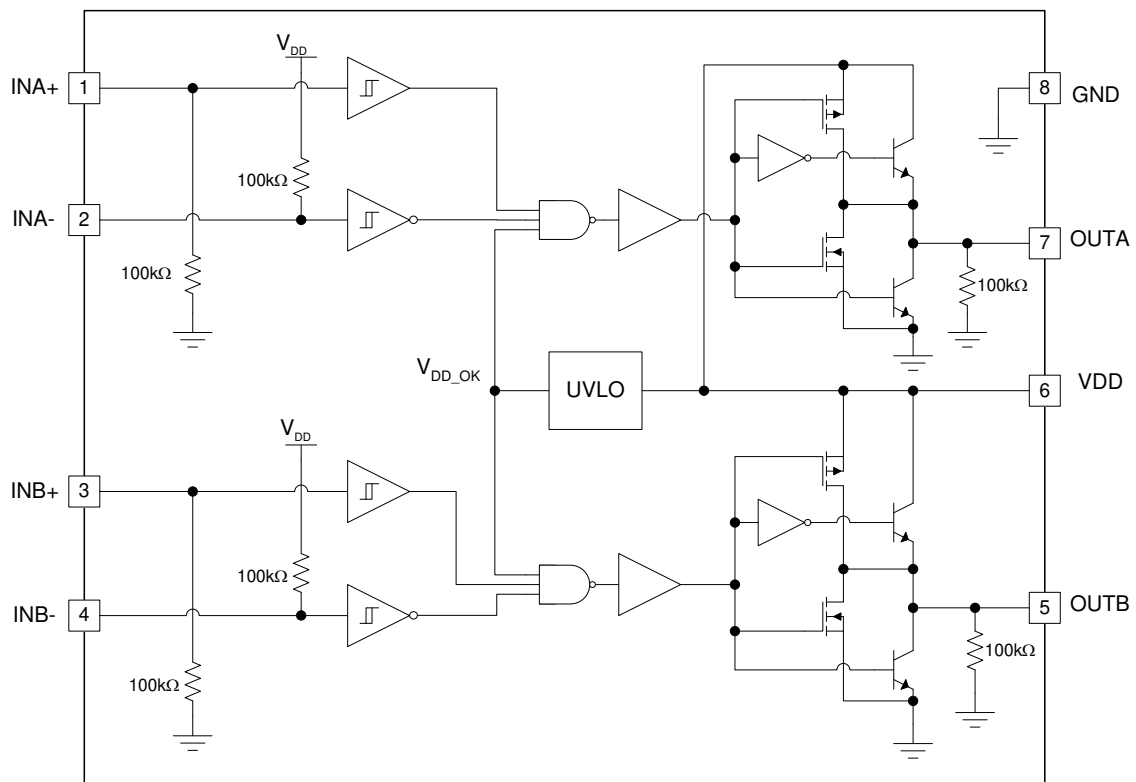 V_DD
INA+ 1
8 GND
100kΩ
INA- 2
7 OUTA
100kΩ
100kΩ
V_DD_OK
UVLO
6 VDD
V_DD
INB+ 3
100kΩ
INB- 4
5 OUTB
100kΩ
100kΩ